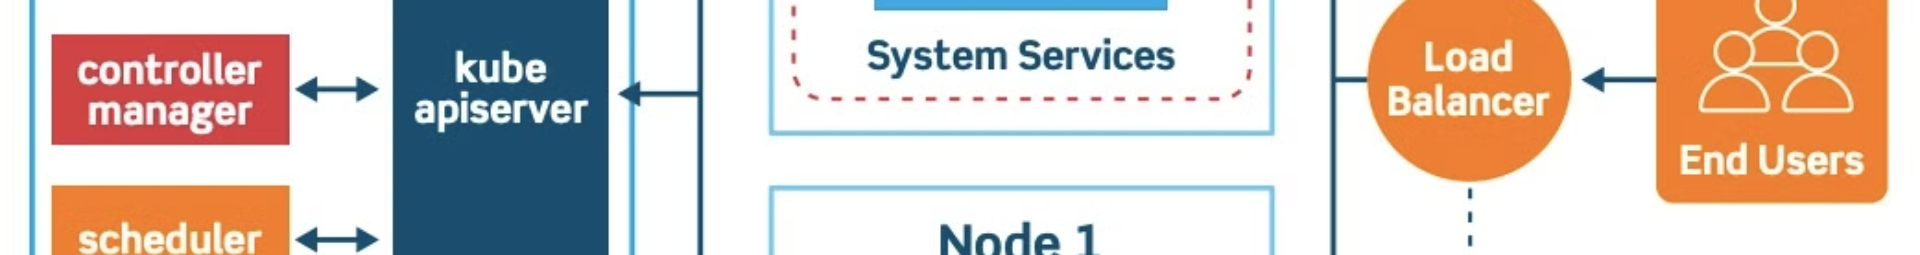 controller
manager
kube
apiserver
System Services
Load
Balancer
End Users
scheduler
Node 1